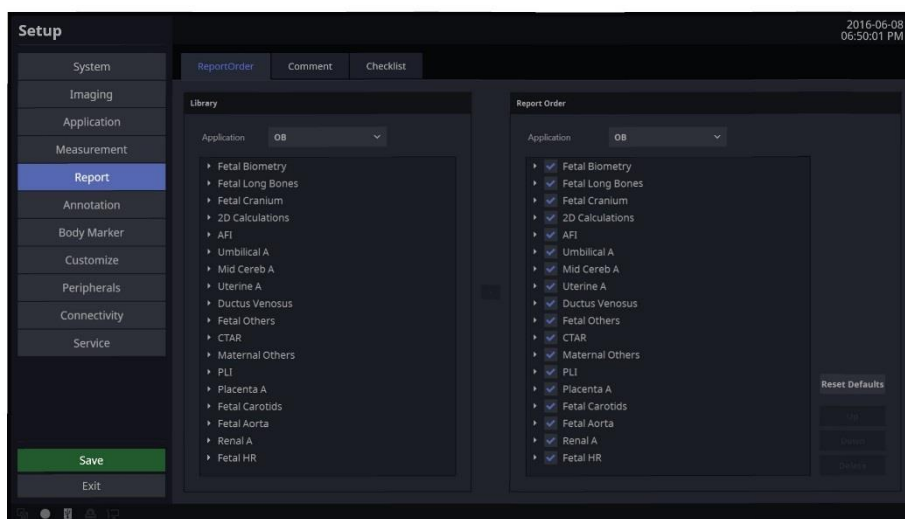 Setup
2016-06-08
06:50:01 PM
System
Imaging
Application
Measurement
Report
Annotation
Body Marker
Customize
Peripherals
Connectivity
Service
Save
Exit
ReportOrder Comment Checklist
Library
Application OB
Fetal Biometry
Fetal Long Bones
Fetal Cranium
2D Calculations
AFI
Umbilical A
Mid Cereb A
Uterine A
Ductus Venosus
Fetal Others
CTAR
Maternal Others
PLI
Placenta A
Fetal Carotids
Fetal Aorta
Renal A
Fetal HR
Report Order
Application OB
Fetal Biometry
Fetal Long Bones
Fetal Cranium
2D Calculations
AFI
Umbilical A
Mid Cereb A
Uterine A
Ductus Venosus
Fetal Others
CTAR
Maternal Others
PLI
Placenta A
Fetal Carotids
Fetal Aorta
Renal A
Fetal HR
Reset Defaults
Up
Down
Delete